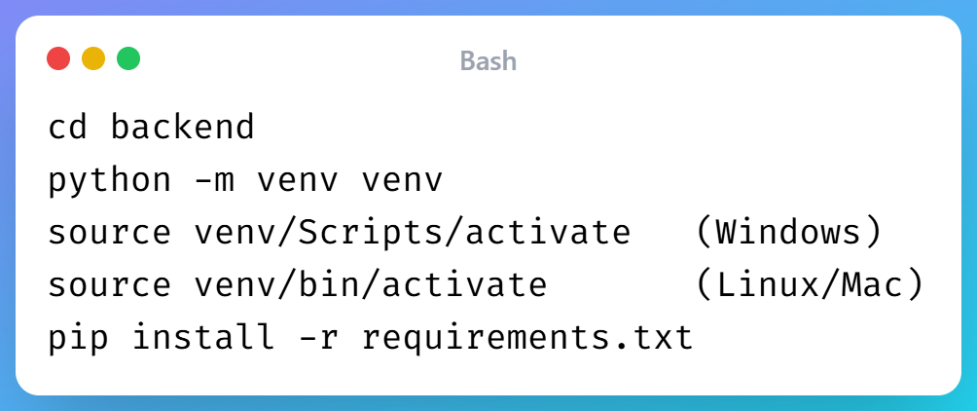 Bash
cd backend
python -m venv venv
source venv/Scripts/activate   (Windows)
source venv/bin/activate       (Linux/Mac)
pip install -r requirements.txt